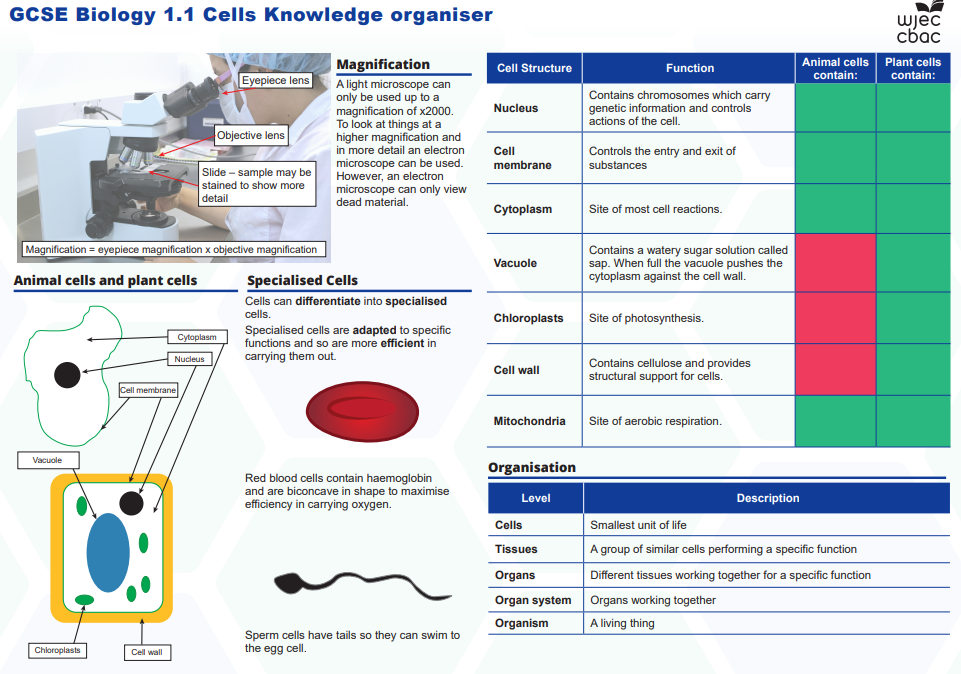 GCSE Biology 1.1 Cells Knowledge organiser
wjec
cbac
Eyepiece lens
Objective lens
Slide – sample may be
stained to show more
detail
Magnification = eyepiece magnification x objective magnification
Magnification
A light microscope can
only be used up to a
magnification of x2000.
To look at things at a
higher magnification and
in more detail an electron
microscope can be used.
However, an electron
microscope can only view
dead material.
Animal cells and plant cells
Cytoplasm
Nucleus
Cell membrane
Vacuole
Chloroplasts
Cell wall
Specialised Cells
Cells can differentiate into specialised
cells.
Specialised cells are adapted to specific
functions and so are more efficient in
carrying them out.
Red blood cells contain haemoglobin
and are biconcave in shape to maximise
efficiency in carrying oxygen.
Sperm cells have tails so they can swim to
the egg cell.
Cell Structure
Function
Animal cells
contain:
Plant cells
contain:
Nucleus
Contains chromosomes which carry
genetic information and controls
actions of the cell.
Cell
membrane
Controls the entry and exit of
substances
Cytoplasm
Site of most cell reactions.
Vacuole
Contains a watery sugar solution called
sap. When full the vacuole pushes the
cytoplasm against the cell wall.
Chloroplasts
Site of photosynthesis.
Cell wall
Contains cellulose and provides
structural support for cells.
Mitochondria
Site of aerobic respiration.
Organisation
Level
Description
Cells
Smallest unit of life
Tissues
A group of similar cells performing a specific function
Organs
Different tissues working together for a specific function
Organ system
Organs working together
Organism
A living thing